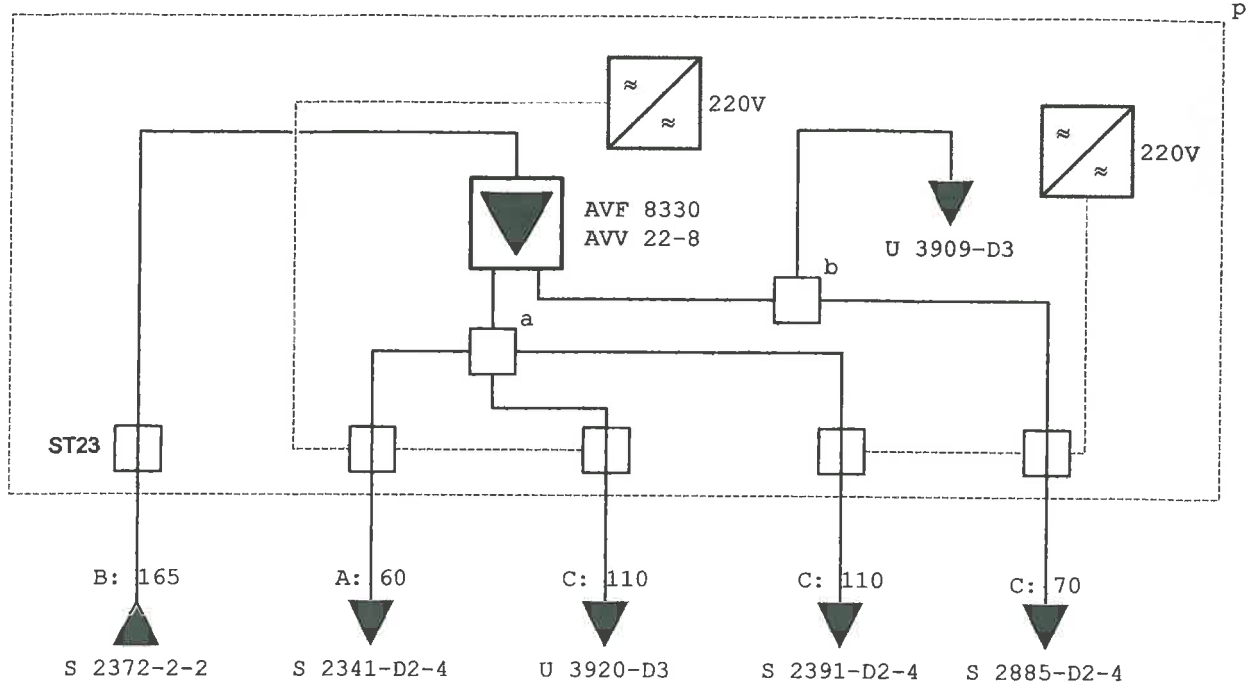 p
≈
≈ 220V
≈
≈ 220V
AVF 8330
AVV 22-8
U 3909-D3
b
a
ST23
B: 165
A: 60
C: 110
C: 110
C: 70
S 2372-2-2
S 2341-D2-4
U 3920-D3
S 2391-D2-4
S 2885-D2-4